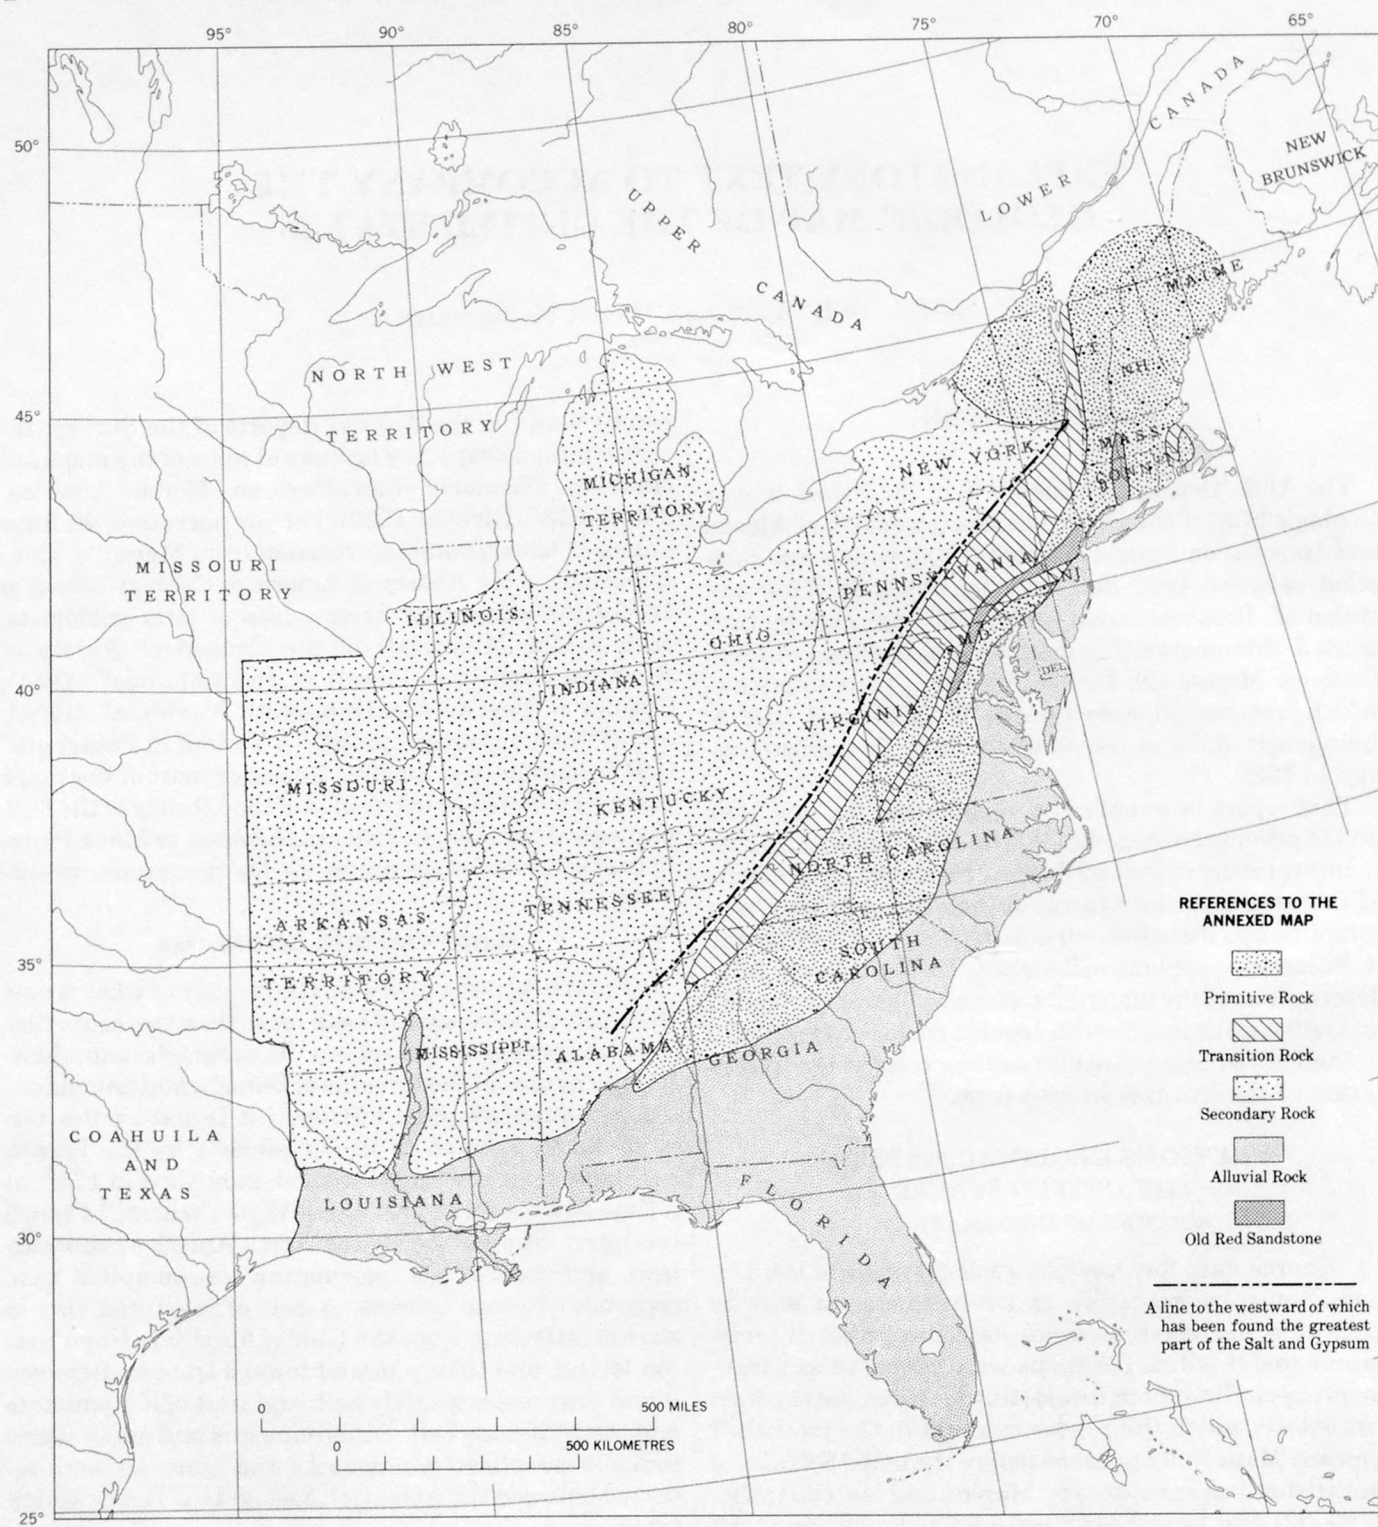 95° 90° 85° 80° 75° 70° 65°
50°
45°
40°
35°
30°
25°
CANADA
NEW
BRUNSWICK
LOWER
UPPER
CANADA
MAINE
NORTH WEST
TERRITORY
VT
NH
MASS
CONN
NEW YORK
MICHIGAN
TERRITORY
MISSOURI
TERRITORY
PENNSYLVANIA
NJ
ILLINOIS
OHIO
MD
DEL
INDIANA
VIRGINIA
MISSOURI
KENTUCKY
NORTH CAROLINA
TENNESSEE
ARKANSAS
TERRITORY
SOUTH
CAROLINA
MISSISSIPPI
ALABAMA
GEORGIA
COAHUILA
AND
TEXAS
LOUISIANA
FLORIDA
REFERENCES TO THE
ANNEXED MAP
Primitive Rock
Transition Rock
Secondary Rock
Alluvial Rock
Old Red Sandstone
A line to the westward of which
has been found the greatest
part of the Salt and Gypsum
0 500 MILES
0 500 KILOMETRES